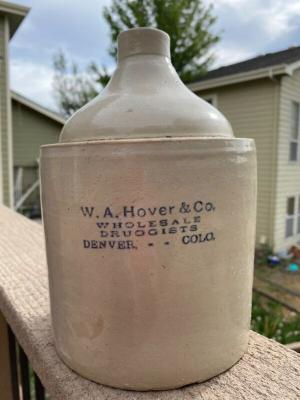 W. A. Hover & Co.
WHOLESALE
DRUGGISTS
DENVER, - - COLO.